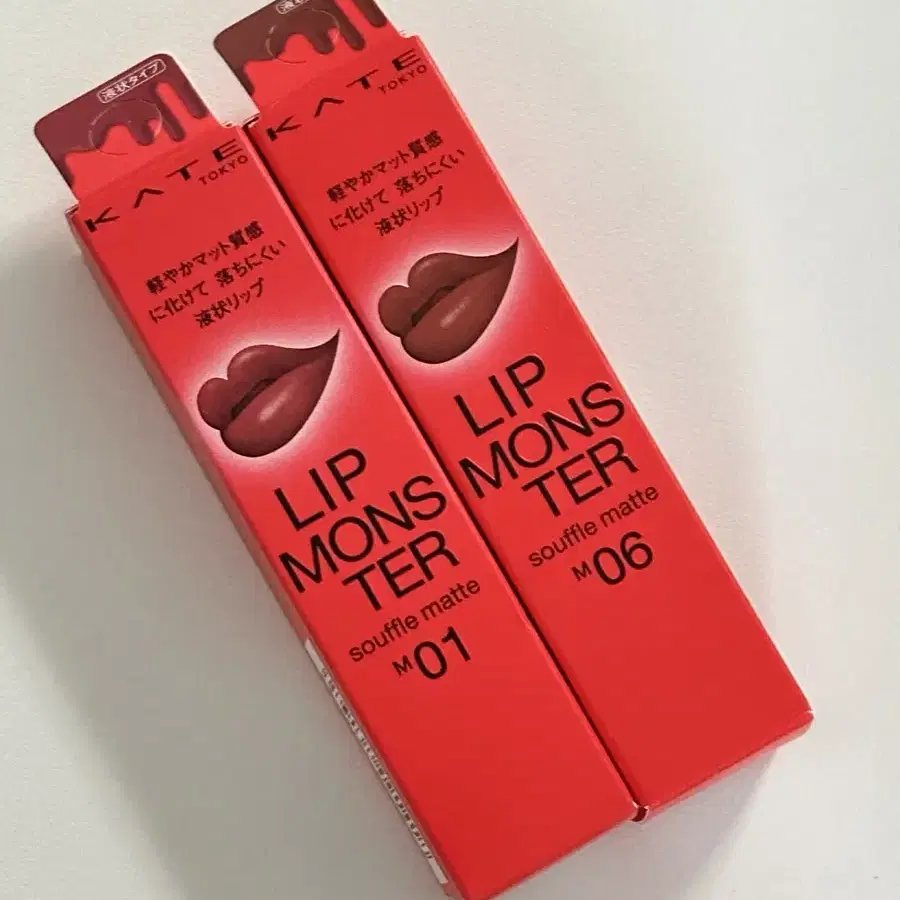 液状タイプ
KATE
TOKYO
軽やかマット質感
に化けて 落ちにくい
液状リップ
LIP
MONS
TER
souffle matte
M01
KATE
TOKYO
軽やかマット質感
に化けて 落ちにくい
液状リップ
LIP
MONS
TER
souffle matte
M06